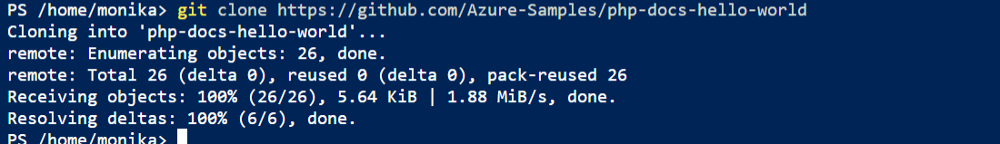 PS /home/monika> git clone https://github.com/Azure-Samples/php-docs-hello-world
Cloning into 'php-docs-hello-world'...
remote: Enumerating objects: 26, done.
remote: Total 26 (delta 0), reused 0 (delta 0), pack-reused 26
Receiving objects: 100% (26/26), 5.64 KiB | 1.88 MiB/s, done.
Resolving deltas: 100% (6/6), done.
PS /home/monika>